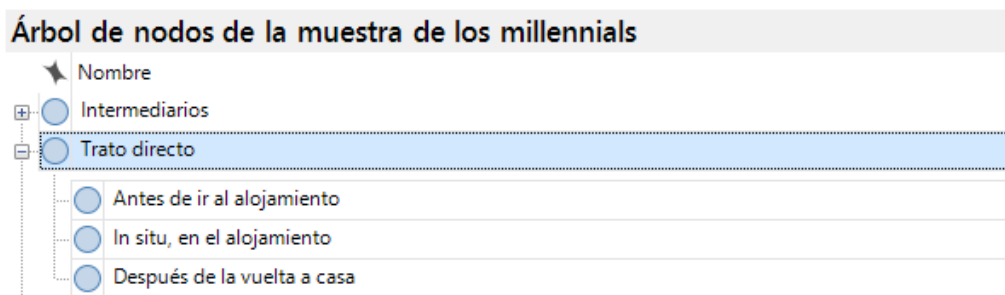 Árbol de nodos de la muestra de los millennials
Nombre
Intermediarios
Trato directo
Antes de ir al alojamiento
In situ, en el alojamiento
Después de la vuelta a casa